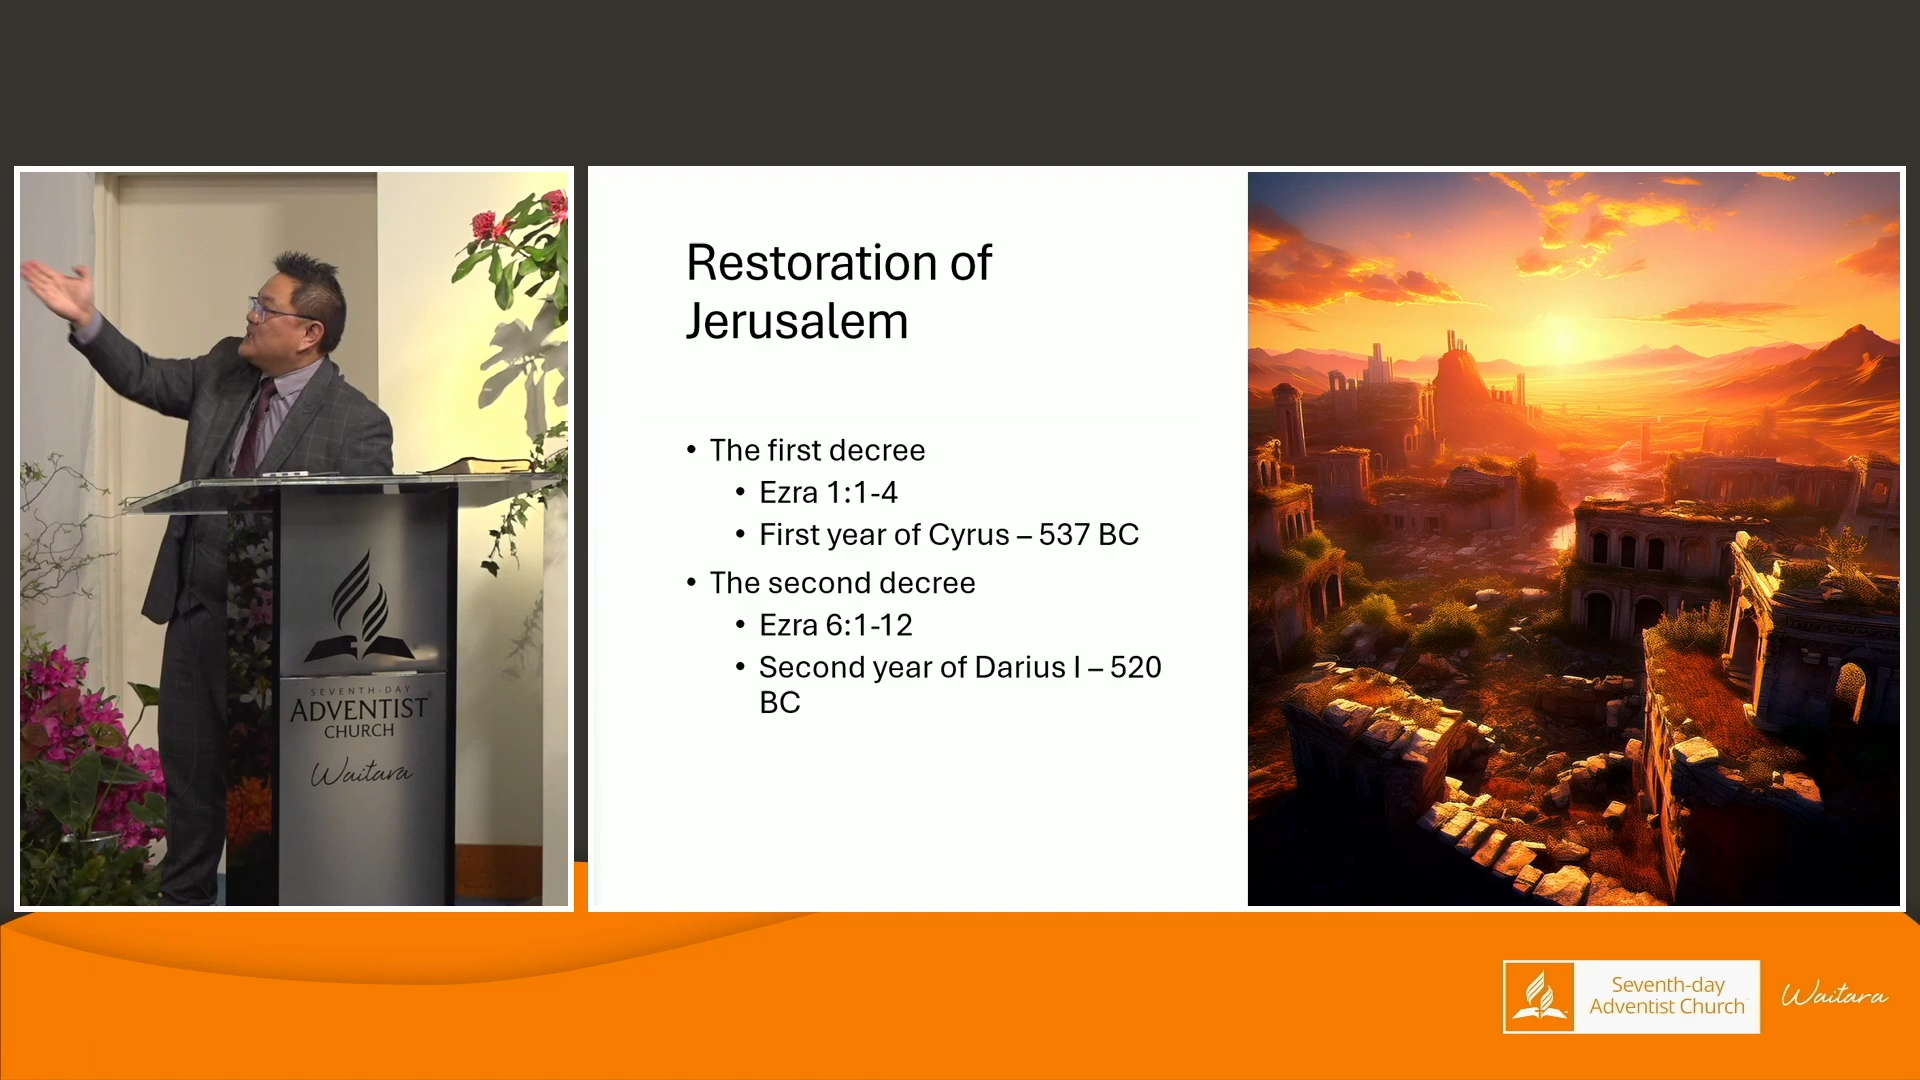 Restoration of
Jerusalem
• The first decree
• Ezra 1:1-4
• First year of Cyrus – 537 BC
• The second decree
• Ezra 6:1-12
• Second year of Darius I – 520
BC
SEVENTH-DAY
ADVENTIST
CHURCH
Waitara
Seventh-day
Adventist Church
Waitara